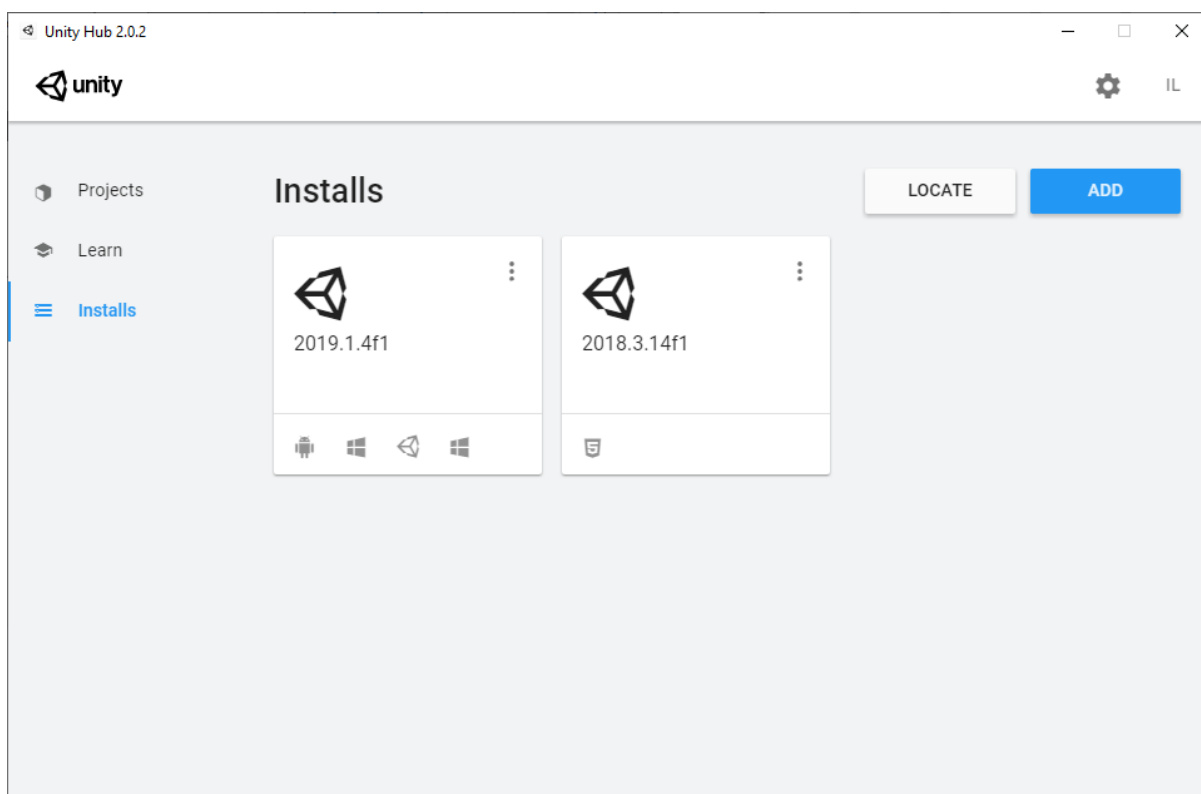 Unity Hub 2.0.2
unity
IL
Projects
Learn
Installs
Installs
LOCATE
ADD
2019.1.4f1
2018.3.14f1